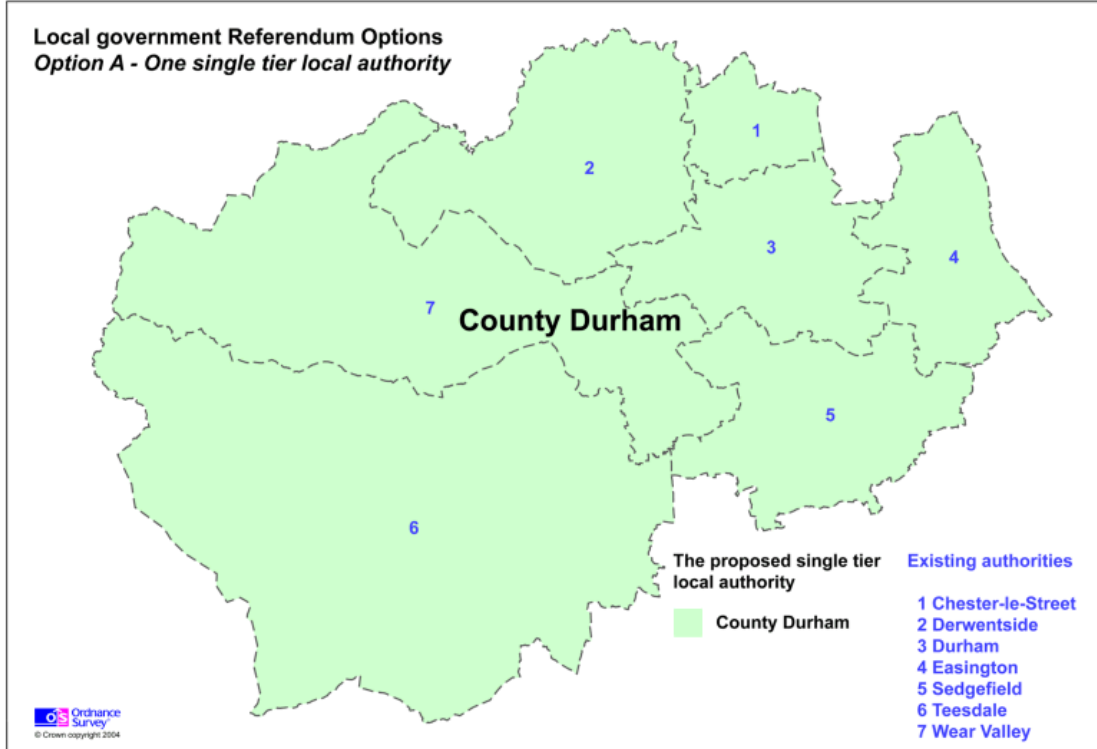 Local government Referendum Options
Option A - One single tier local authority
1
2
3
4
7
County Durham
5
6
The proposed single tier
local authority
County Durham
Existing authorities
1 Chester-le-Street
2 Derwentside
3 Durham
4 Easington
5 Sedgefield
6 Teesdale
7 Wear Valley
OS Ordnance
Survey®
© Crown copyright 2004